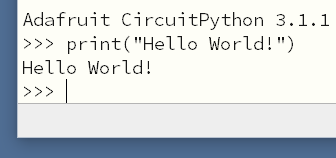 Adafruit CircuitPython 3.1.1
>>> print("Hello World!")
Hello World!
>>>